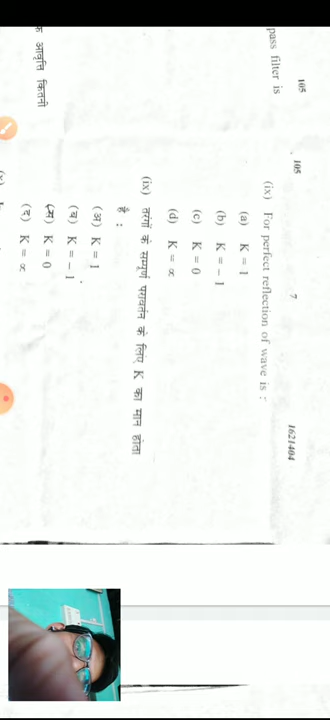 105
pass filter is
क आवृत्ति कितनी
105
7
1621404
(ix) For perfect reflection of wave is :
(a) K = 1
(b) K = – 1
(c) K = 0
(d) K = ∞
(ix) तरंगों के सम्पूर्ण परावर्तन के लिए K का मान होता
है :
(अ) K = 1
(ब) K = – 1
(स) K = 0
(द) K = ∞